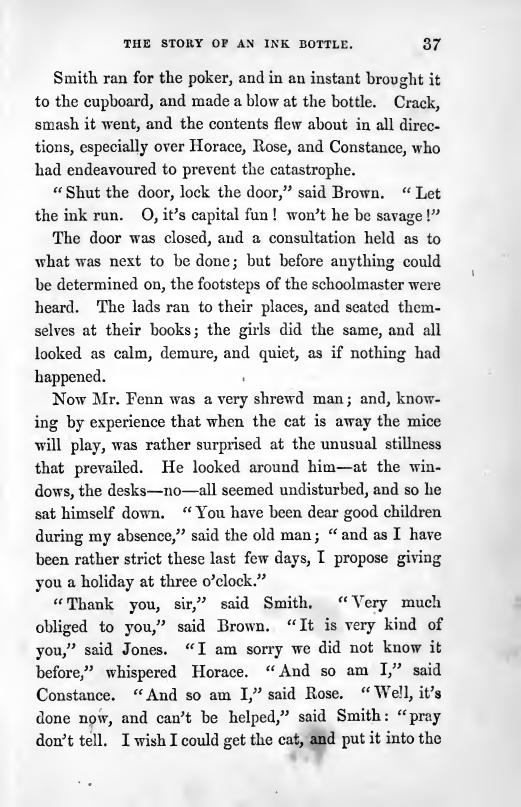 THE STORY OF AN INK BOTTLE. 37
Smith ran for the poker, and in an instant brought it
to the cupboard, and made a blow at the bottle. Crack,
smash it went, and the contents flew about in all direc-
tions, especially over Horace, Rose, and Constance, who
had endeavoured to prevent the catastrophe.
“Shut the door, lock the door,” said Brown. “Let
the ink run. O, it’s capital fun! won’t he be savage!”
The door was closed, and a consultation held as to
what was next to be done; but before anything could
be determined on, the footsteps of the schoolmaster were
heard. The lads ran to their places, and seated them-
selves at their books; the girls did the same, and all
looked as calm, demure, and quiet, as if nothing had
happened.
Now Mr. Fenn was a very shrewd man; and, know-
ing by experience that when the cat is away the mice
will play, was rather surprised at the unusual stillness
that prevailed. He looked around him—at the win-
dows, the desks—no—all seemed undisturbed, and so he
sat himself down. “You have been dear good children
during my absence,” said the old man; “and as I have
been rather strict these last few days, I propose giving
you a holiday at three o’clock.”
“Thank you, sir,” said Smith. “Very much
obliged to you,” said Brown. “It is very kind of
you,” said Jones. “I am sorry we did not know it
before,” whispered Horace. “And so am I,” said
Constance. “And so am I,” said Rose. “Well, it’s
done now, and can’t be helped,” said Smith: “pray
don’t tell. I wish I could get the cat, and put it into the